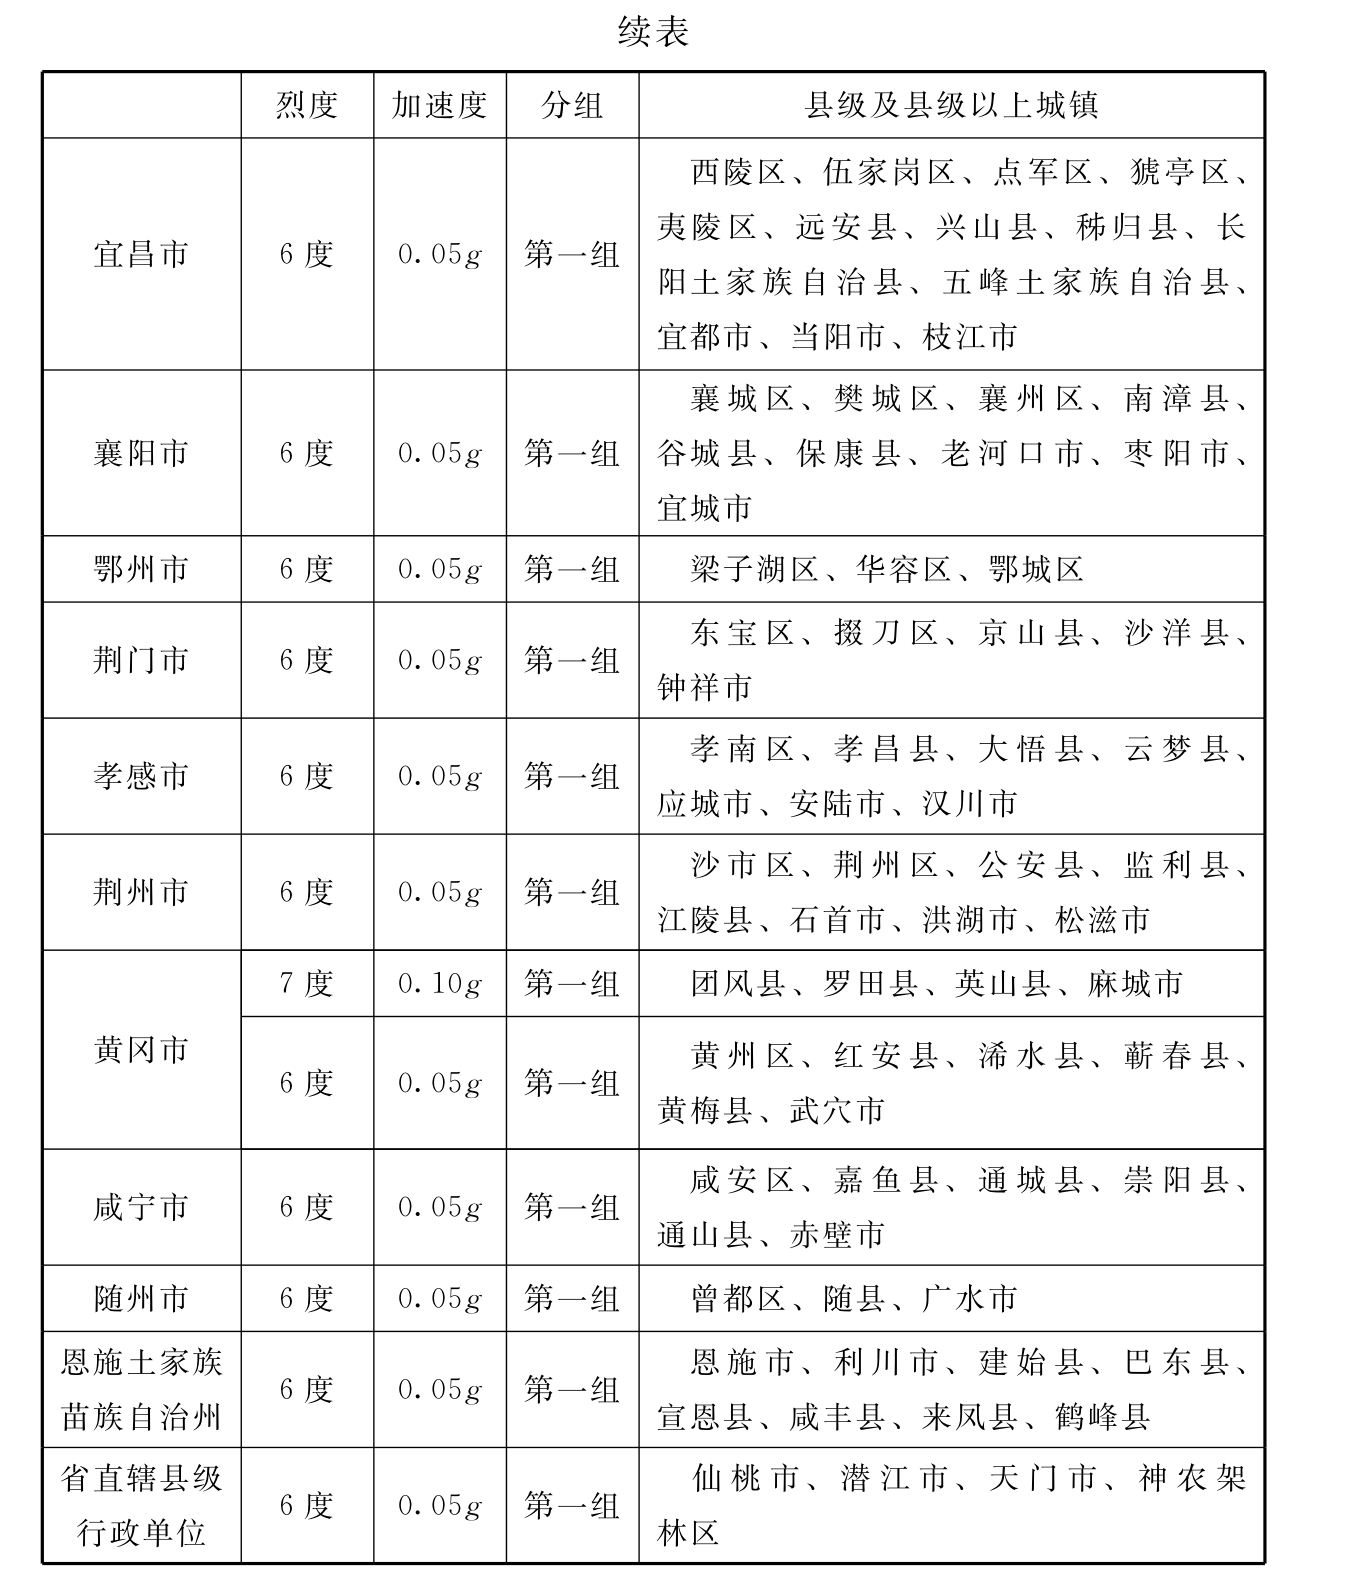 续表
烈度 加速度 分组 县级及县级以上城镇
宜昌市 6度 0.05g 第一组 西陵区、伍家岗区、点军区、猇亭区、
夷陵区、远安县、兴山县、秭归县、长
阳土家族自治县、五峰土家族自治县、
宜都市、当阳市、枝江市
襄阳市 6度 0.05g 第一组 襄城区、樊城区、襄州区、南漳县、
谷城县、保康县、老河口市、枣阳市、
宜城市
鄂州市 6度 0.05g 第一组 梁子湖区、华容区、鄂城区
荆门市 6度 0.05g 第一组 东宝区、掇刀区、京山县、沙洋县、
钟祥市
孝感市 6度 0.05g 第一组 孝南区、孝昌县、大悟县、云梦县、
应城市、安陆市、汉川市
荆州市 6度 0.05g 第一组 沙市区、荆州区、公安县、监利县、
江陵县、石首市、洪湖市、松滋市
黄冈市 7度 0.10g 第一组 团风县、罗田县、英山县、麻城市
6度 0.05g 第一组 黄州区、红安县、浠水县、蕲春县、
黄梅县、武穴市
咸宁市 6度 0.05g 第一组 咸安区、嘉鱼县、通城县、崇阳县、
通山县、赤壁市
随州市 6度 0.05g 第一组 曾都区、随县、广水市
恩施土家族
苗族自治州 6度 0.05g 第一组 恩施市、利川市、建始县、巴东县、
宣恩县、咸丰县、来凤县、鹤峰县
省直辖县级
行政单位 6度 0.05g 第一组 仙桃市、潜江市、天门市、神农架
林区